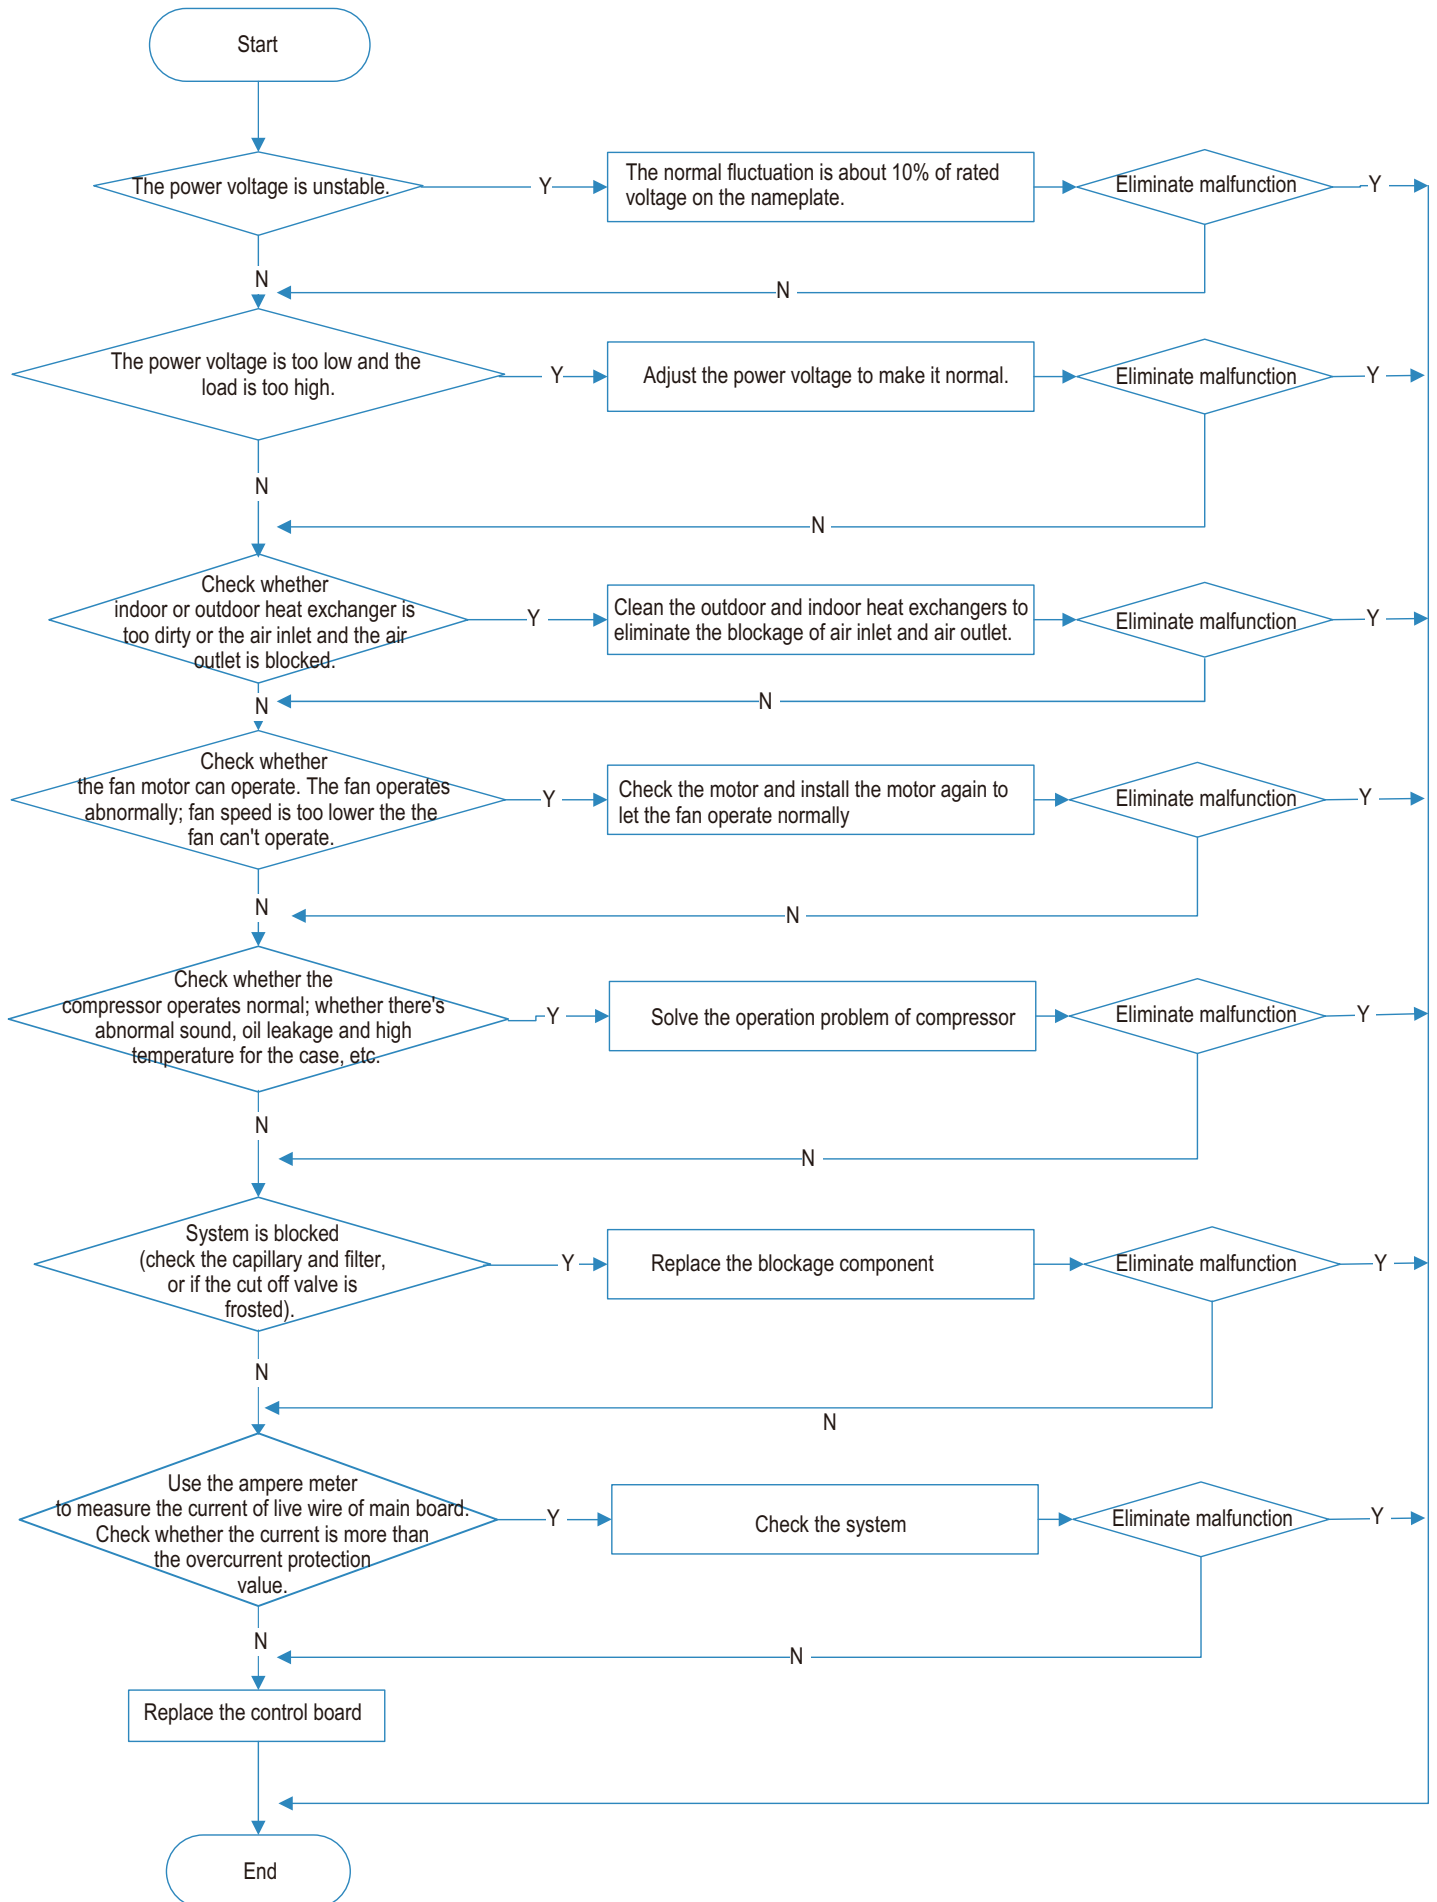 Start
The power voltage is unstable.
Y
The normal fluctuation is about 10% of rated
voltage on the nameplate.
Eliminate malfunction
Y
N
N
The power voltage is too low and the
load is too high.
Y
Adjust the power voltage to make it normal.
Eliminate malfunction
Y
N
N
Check whether
indoor or outdoor heat exchanger is
too dirty or the air inlet and the air
outlet is blocked.
Y
Clean the outdoor and indoor heat exchangers to
eliminate the blockage of air inlet and air outlet.
Eliminate malfunction
Y
N
N
Check whether
the fan motor can operate. The fan operates
abnormally; fan speed is too lower the the
fan can't operate.
Y
Check the motor and install the motor again to
let the fan operate normally
Eliminate malfunction
Y
N
N
Check whether the
compressor operates normal; whether there's
abnormal sound, oil leakage and high
temperature for the case, etc.
Y
Solve the operation problem of compressor
Eliminate malfunction
Y
N
N
System is blocked
(check the capillary and filter,
or if the cut off valve is
frosted).
Y
Replace the blockage component
Eliminate malfunction
Y
N
N
Use the ampere meter
to measure the current of live wire of main board.
Check whether the current is more than
the overcurrent protection
value.
Y
Check the system
Eliminate malfunction
Y
N
N
Replace the control board
End